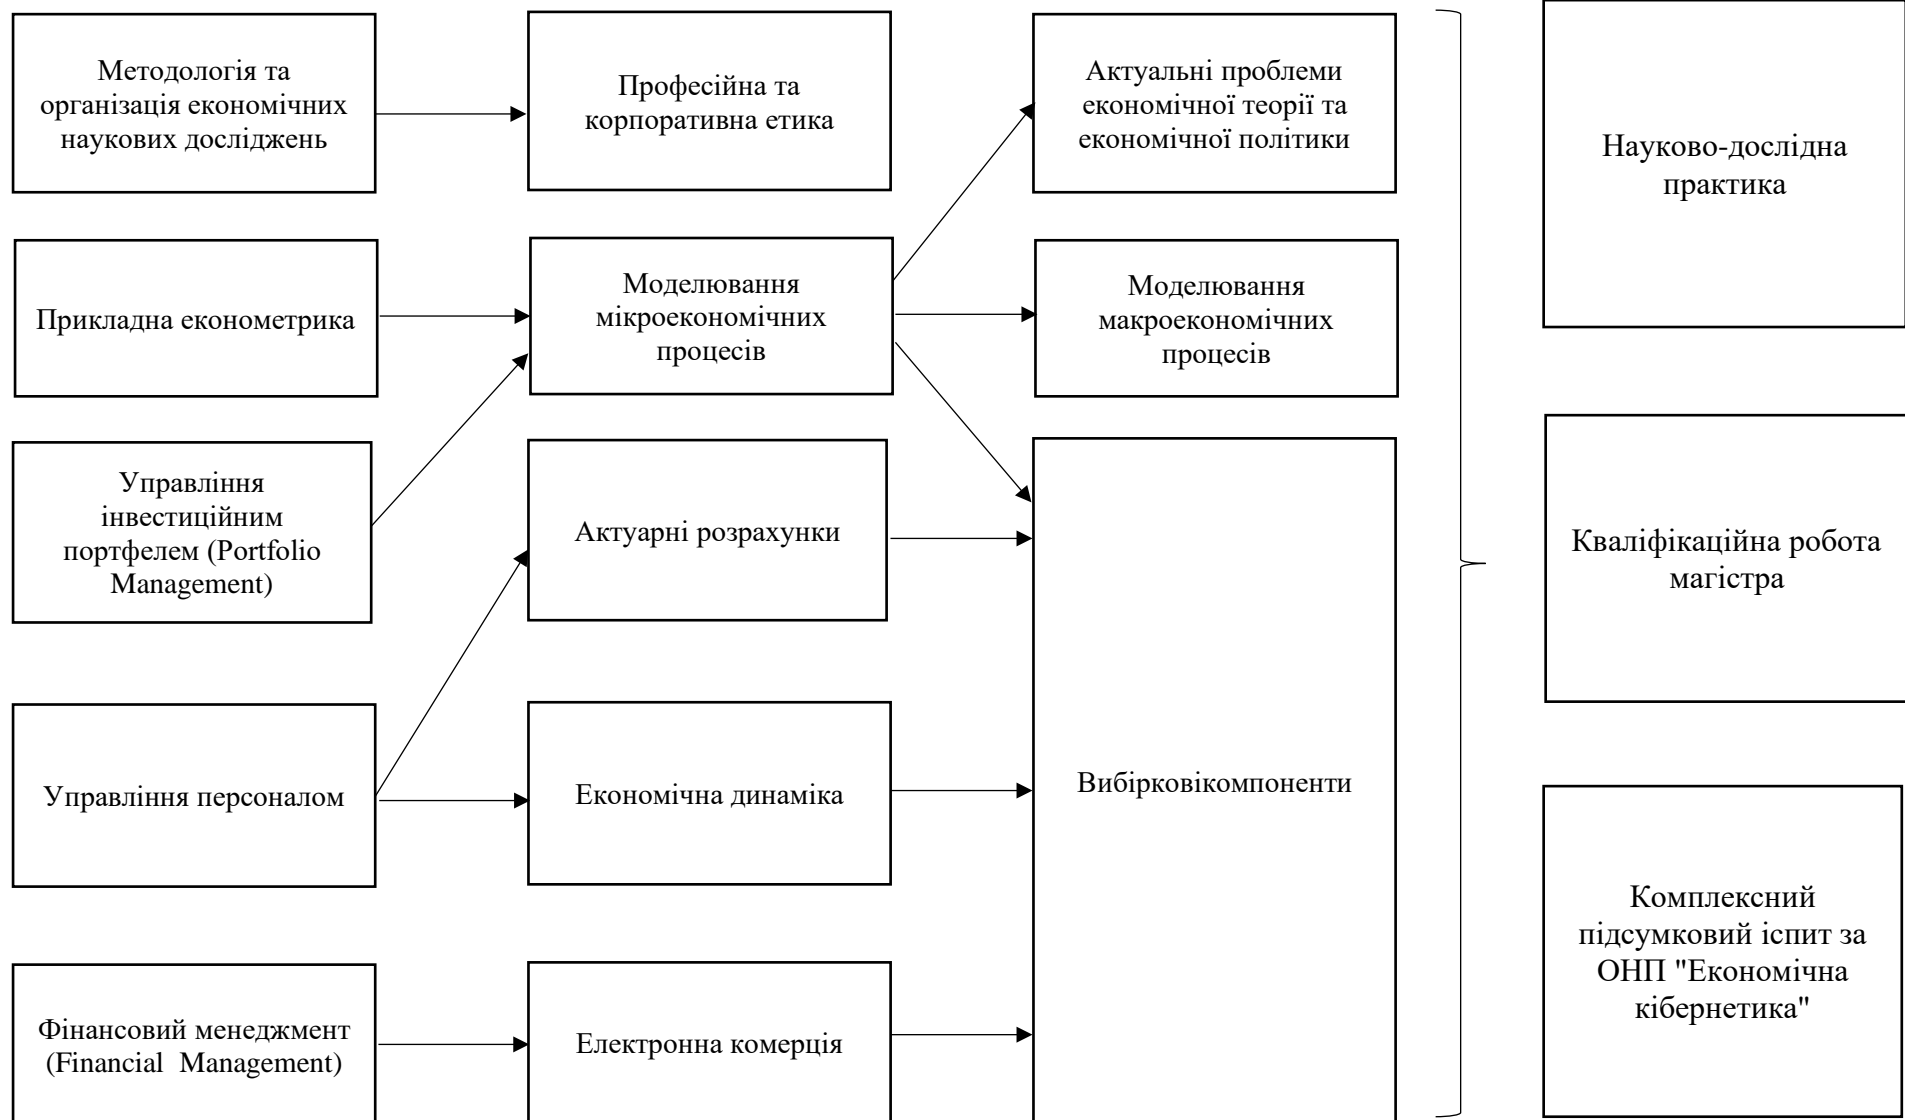 Методологія та
організація економічних
наукових досліджень
Професійна та
корпоративна етика
Актуальні проблеми
економічної теорії та
економічної політики
Науково-дослідна
практика
Прикладна економетрика
Моделювання
мікроекономічних
процесів
Моделювання
макроекономічних
процесів
Управління
інвестиційним
портфелем (Portfolio
Management)
Актуарні розрахунки
Кваліфікаційна робота
магістра
Управління персоналом
Економічна динаміка
Вибірковікомпоненти
Комплексний
підсумковий іспит за
ОНП "Економічна
кібернетика"
Фінансовий менеджмент
(Financial Management)
Електронна комерція